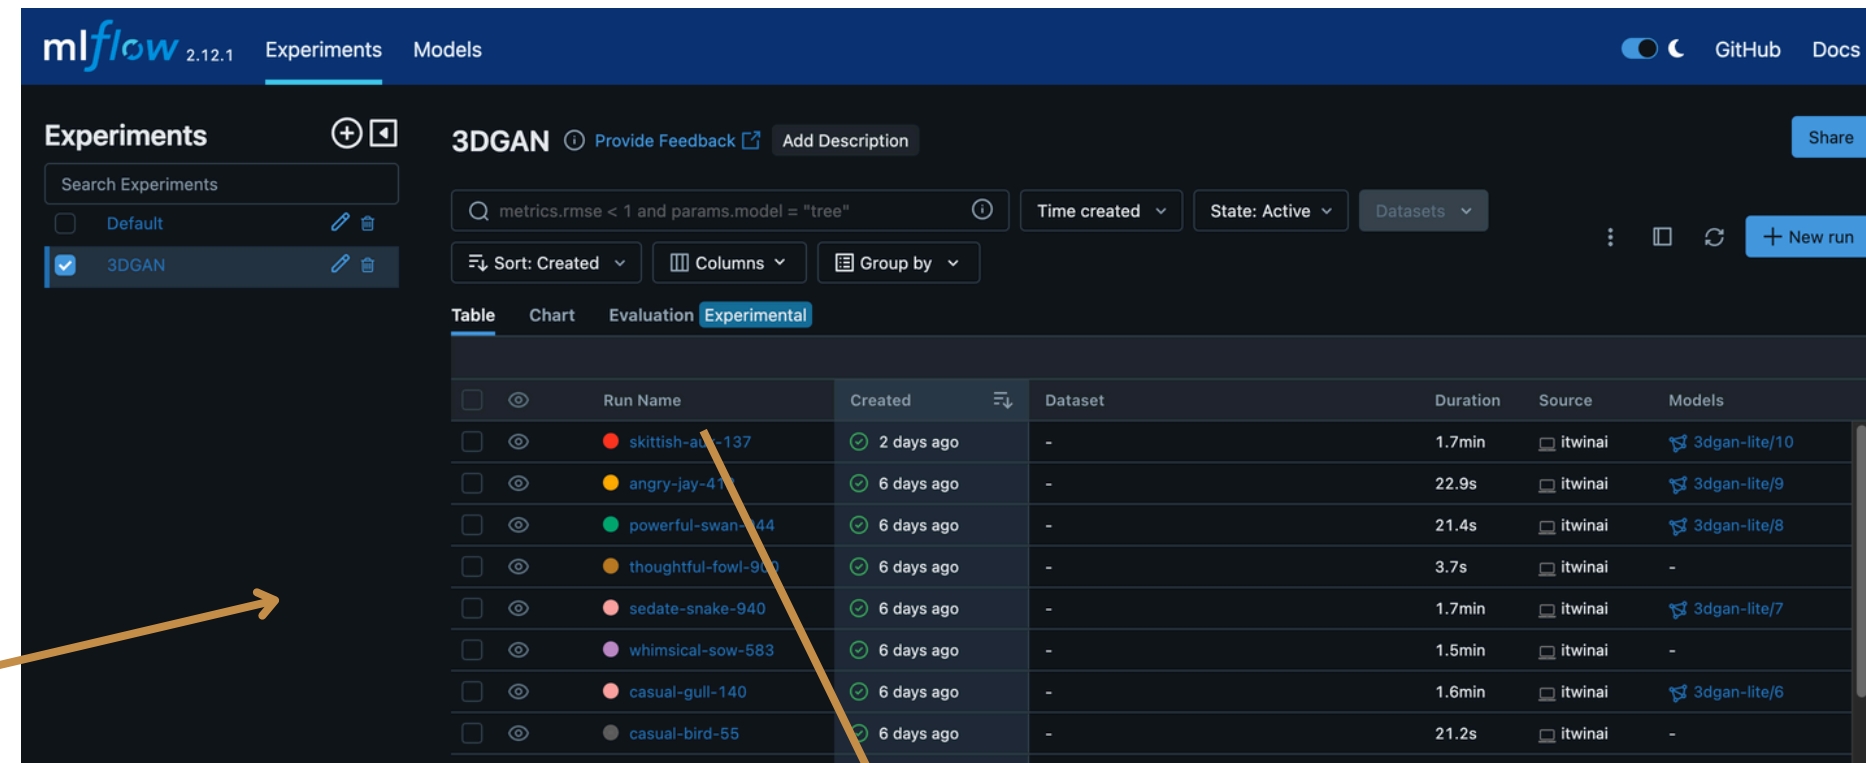 mlflow 2.12.1 Experiments Models GitHub Docs
Experiments
Search Experiments
Default
3DGAN
3DGAN Provide Feedback Add Description Share
metrics.rmse < 1 and params.model = "tree" Time created State: Active Datasets
+ New run
Sort: Created Columns Group by
Table Chart Evaluation Experimental
Run Name Created Dataset Duration Source Models
2 days ago - 1.7min itwinai 3dgan-lite/10
6 days ago - 22.9s itwinai 3dgan-lite/9
6 days ago - 21.4s itwinai 3dgan-lite/8
6 days ago - 3.7s itwinai -
sedate-snake-940 6 days ago - 1.7min itwinai 3dgan-lite/7
whimsical-sow-583 6 days ago - 1.5min itwinai -
casual-gull-140 6 days ago - 1.6min itwinai 3dgan-lite/6
casual-bird-55 6 days ago - 21.2s itwinai -